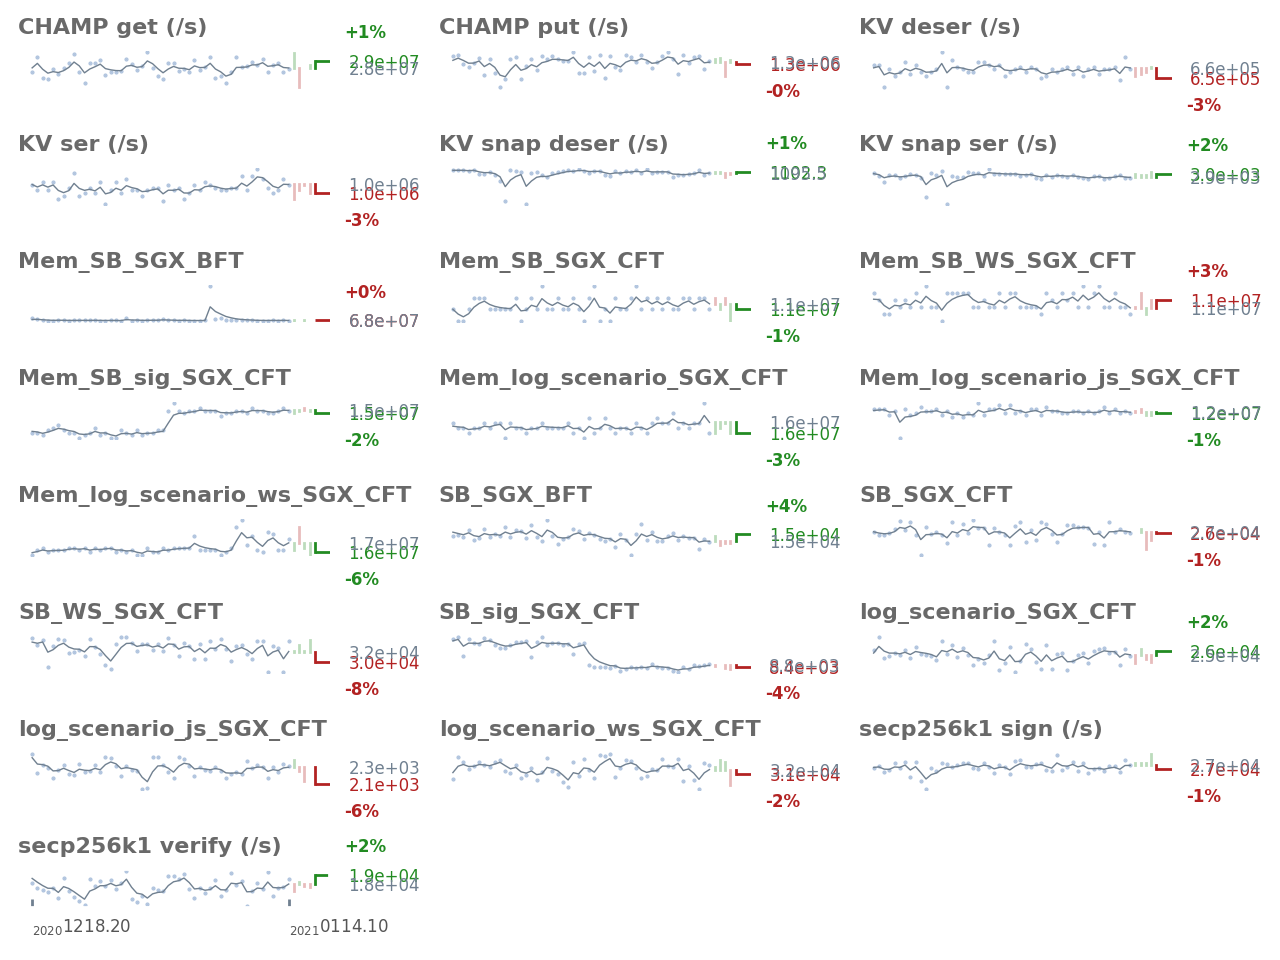 CHAMP get (/s)
+1%
2.9e+07
2.8e+07
CHAMP put (/s)
1.3e+06
1.3e+06
-0%
KV deser (/s)
6.6e+05
6.5e+05
-3%
KV ser (/s)
1.0e+06
1.0e+06
-3%
KV snap deser (/s)
+1%
KV snap ser (/s)
+2%
3.0e+03
2.9e+03
Mem_SB_SGX_BFT
+0%
6.8e+07
Mem_SB_SGX_CFT
1.1e+07
1.1e+07
-1%
Mem_SB_WS_SGX_CFT
+3%
1.1e+07
1.1e+07
Mem_SB_sig_SGX_CFT
1.5e+07
1.5e+07
-2%
Mem_log_scenario_SGX_CFT
1.6e+07
1.6e+07
-3%
Mem_log_scenario_js_SGX_CFT
1.2e+07
1.2e+07
-1%
Mem_log_scenario_ws_SGX_CFT
1.7e+07
1.6e+07
-6%
SB_SGX_BFT
+4%
1.5e+04
1.5e+04
SB_SGX_CFT
2.7e+04
2.6e+04
-1%
SB_WS_SGX_CFT
3.2e+04
3.0e+04
-8%
SB_sig_SGX_CFT
8.8e+03
8.4e+03
-4%
log_scenario_SGX_CFT
+2%
2.6e+04
2.5e+04
log_scenario_js_SGX_CFT
2.3e+03
2.1e+03
-6%
log_scenario_ws_SGX_CFT
3.2e+04
3.1e+04
-2%
secp256k1 sign (/s)
2.7e+04
2.7e+04
-1%
secp256k1 verify (/s)
+2%
1.9e+04
1.8e+04
2020 1218.20
2021 0114.10